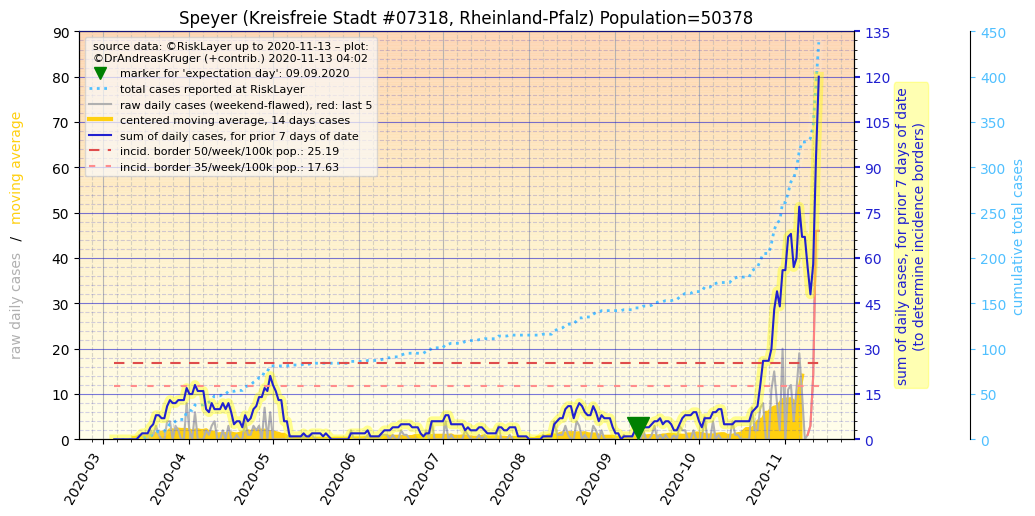 Speyer (Kreisfreie Stadt #07318, Rheinland-Pfalz) Population=50378
source data: ©RiskLayer up to 2020-11-13 – plot:
©DrAndreasKruger (+contrib.) 2020-11-13 04:02
marker for 'expectation day': 09.09.2020
total cases reported at RiskLayer
raw daily cases (weekend-flawed), red: last 5
centered moving average, 14 days cases
sum of daily cases, for prior 7 days of date
incid. border 50/week/100k pop.: 25.19
incid. border 35/week/100k pop.: 17.63
raw daily cases / moving average
90
80
70
60
50
40
30
20
10
0
135
120
105
90
75
60
45
30
15
0
sum of daily cases, for prior 7 days of date
(to determine incidence borders)
450
400
350
300
250
200
150
100
50
0
cumulative total cases
2020-03
2020-04
2020-05
2020-06
2020-07
2020-08
2020-09
2020-10
2020-11